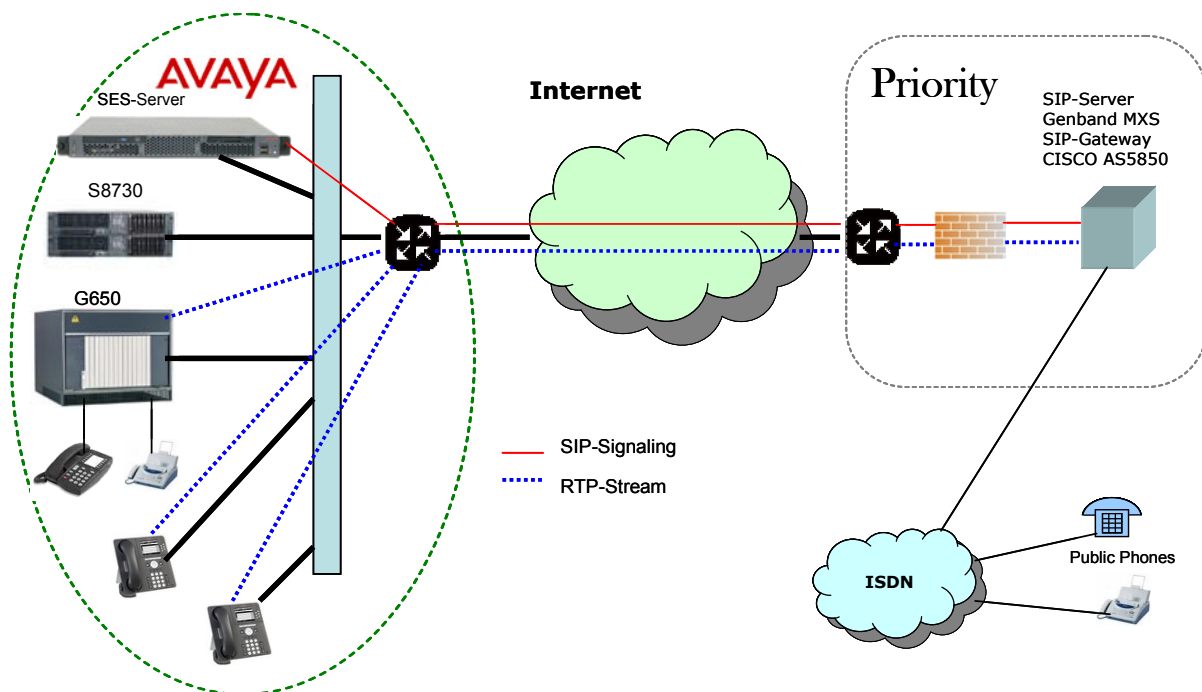 AVAYA
SES-Server
S8730
G650
Internet
Priority
SIP-Server
Genband MXS
SIP-Gateway
CISCO AS5850
SIP-Signaling
RTP-Stream
ISDN
Public Phones